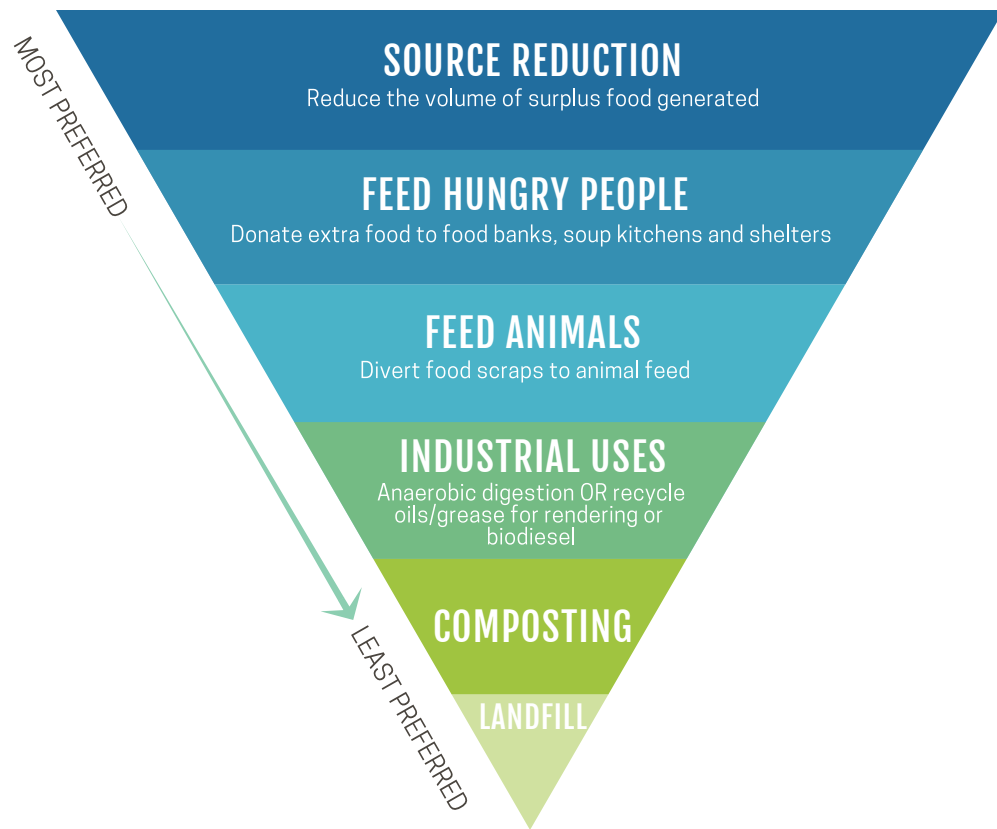 MOST PREFERRED
SOURCE REDUCTION
Reduce the volume of surplus food generated
FEED HUNGRY PEOPLE
Donate extra food to food banks, soup kitchens and shelters
FEED ANIMALS
Divert food scraps to animal feed
INDUSTRIAL USES
Anaerobic digestion OR recycle
oils/grease for rendering or
biodiesel
COMPOSTING
LEAST PREFERRED
LANDFILL